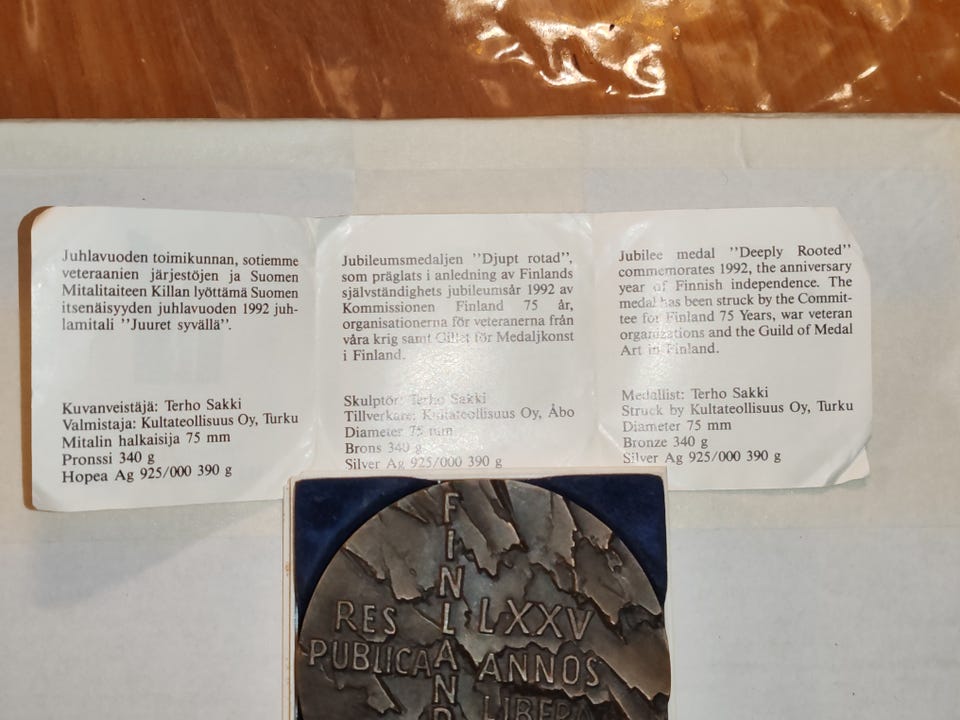 Juhlavuoden toimikunnan, sotiemme
veteraanien järjestöjen ja Suomen
Mitalitaiteen Killan lyöttämä Suomen
itsenäisyyden juhlavuoden 1992 juh-
lamitali ''Juuret syvällä''.
Kuvanveistäjä: Terho Sakki
Valmistaja: Kultateollisuus Oy, Turku
Mitalin halkaisija 75 mm
Pronssi 340 g
Hopea Ag 925/000 390 g
Jubileumsmedaljen ''Djupt rotad'',
som präglats i anledning av Finlands
självständighets jubileumsår 1992 av
Kommissionen Finland 75 år,
organisationerna för veteranerna från
våra krig samt Gillet för Medaljkonst
i Finland.
Skulptör: Terho Sakki
Tillverkare: Kultateollisuus Oy, Åbo
Diameter 75 mm
Brons 340 g
Silver Ag 925/000 390 g
Jubilee medal ''Deeply Rooted''
commemorates 1992, the anniversary
year of Finnish independence. The
medal has been struck by the Commit-
tee for Finland 75 Years, war veteran
organizations and the Guild of Medal
Art in Finland.
Medallist: Terho Sakki
Struck by Kultateollisuus Oy, Turku
Diameter 75 mm
Bronze 340 g
Silver Ag 925/000 390 g
FINLAND
RES LXXV
PUBLICA ANNOS
LIBERA